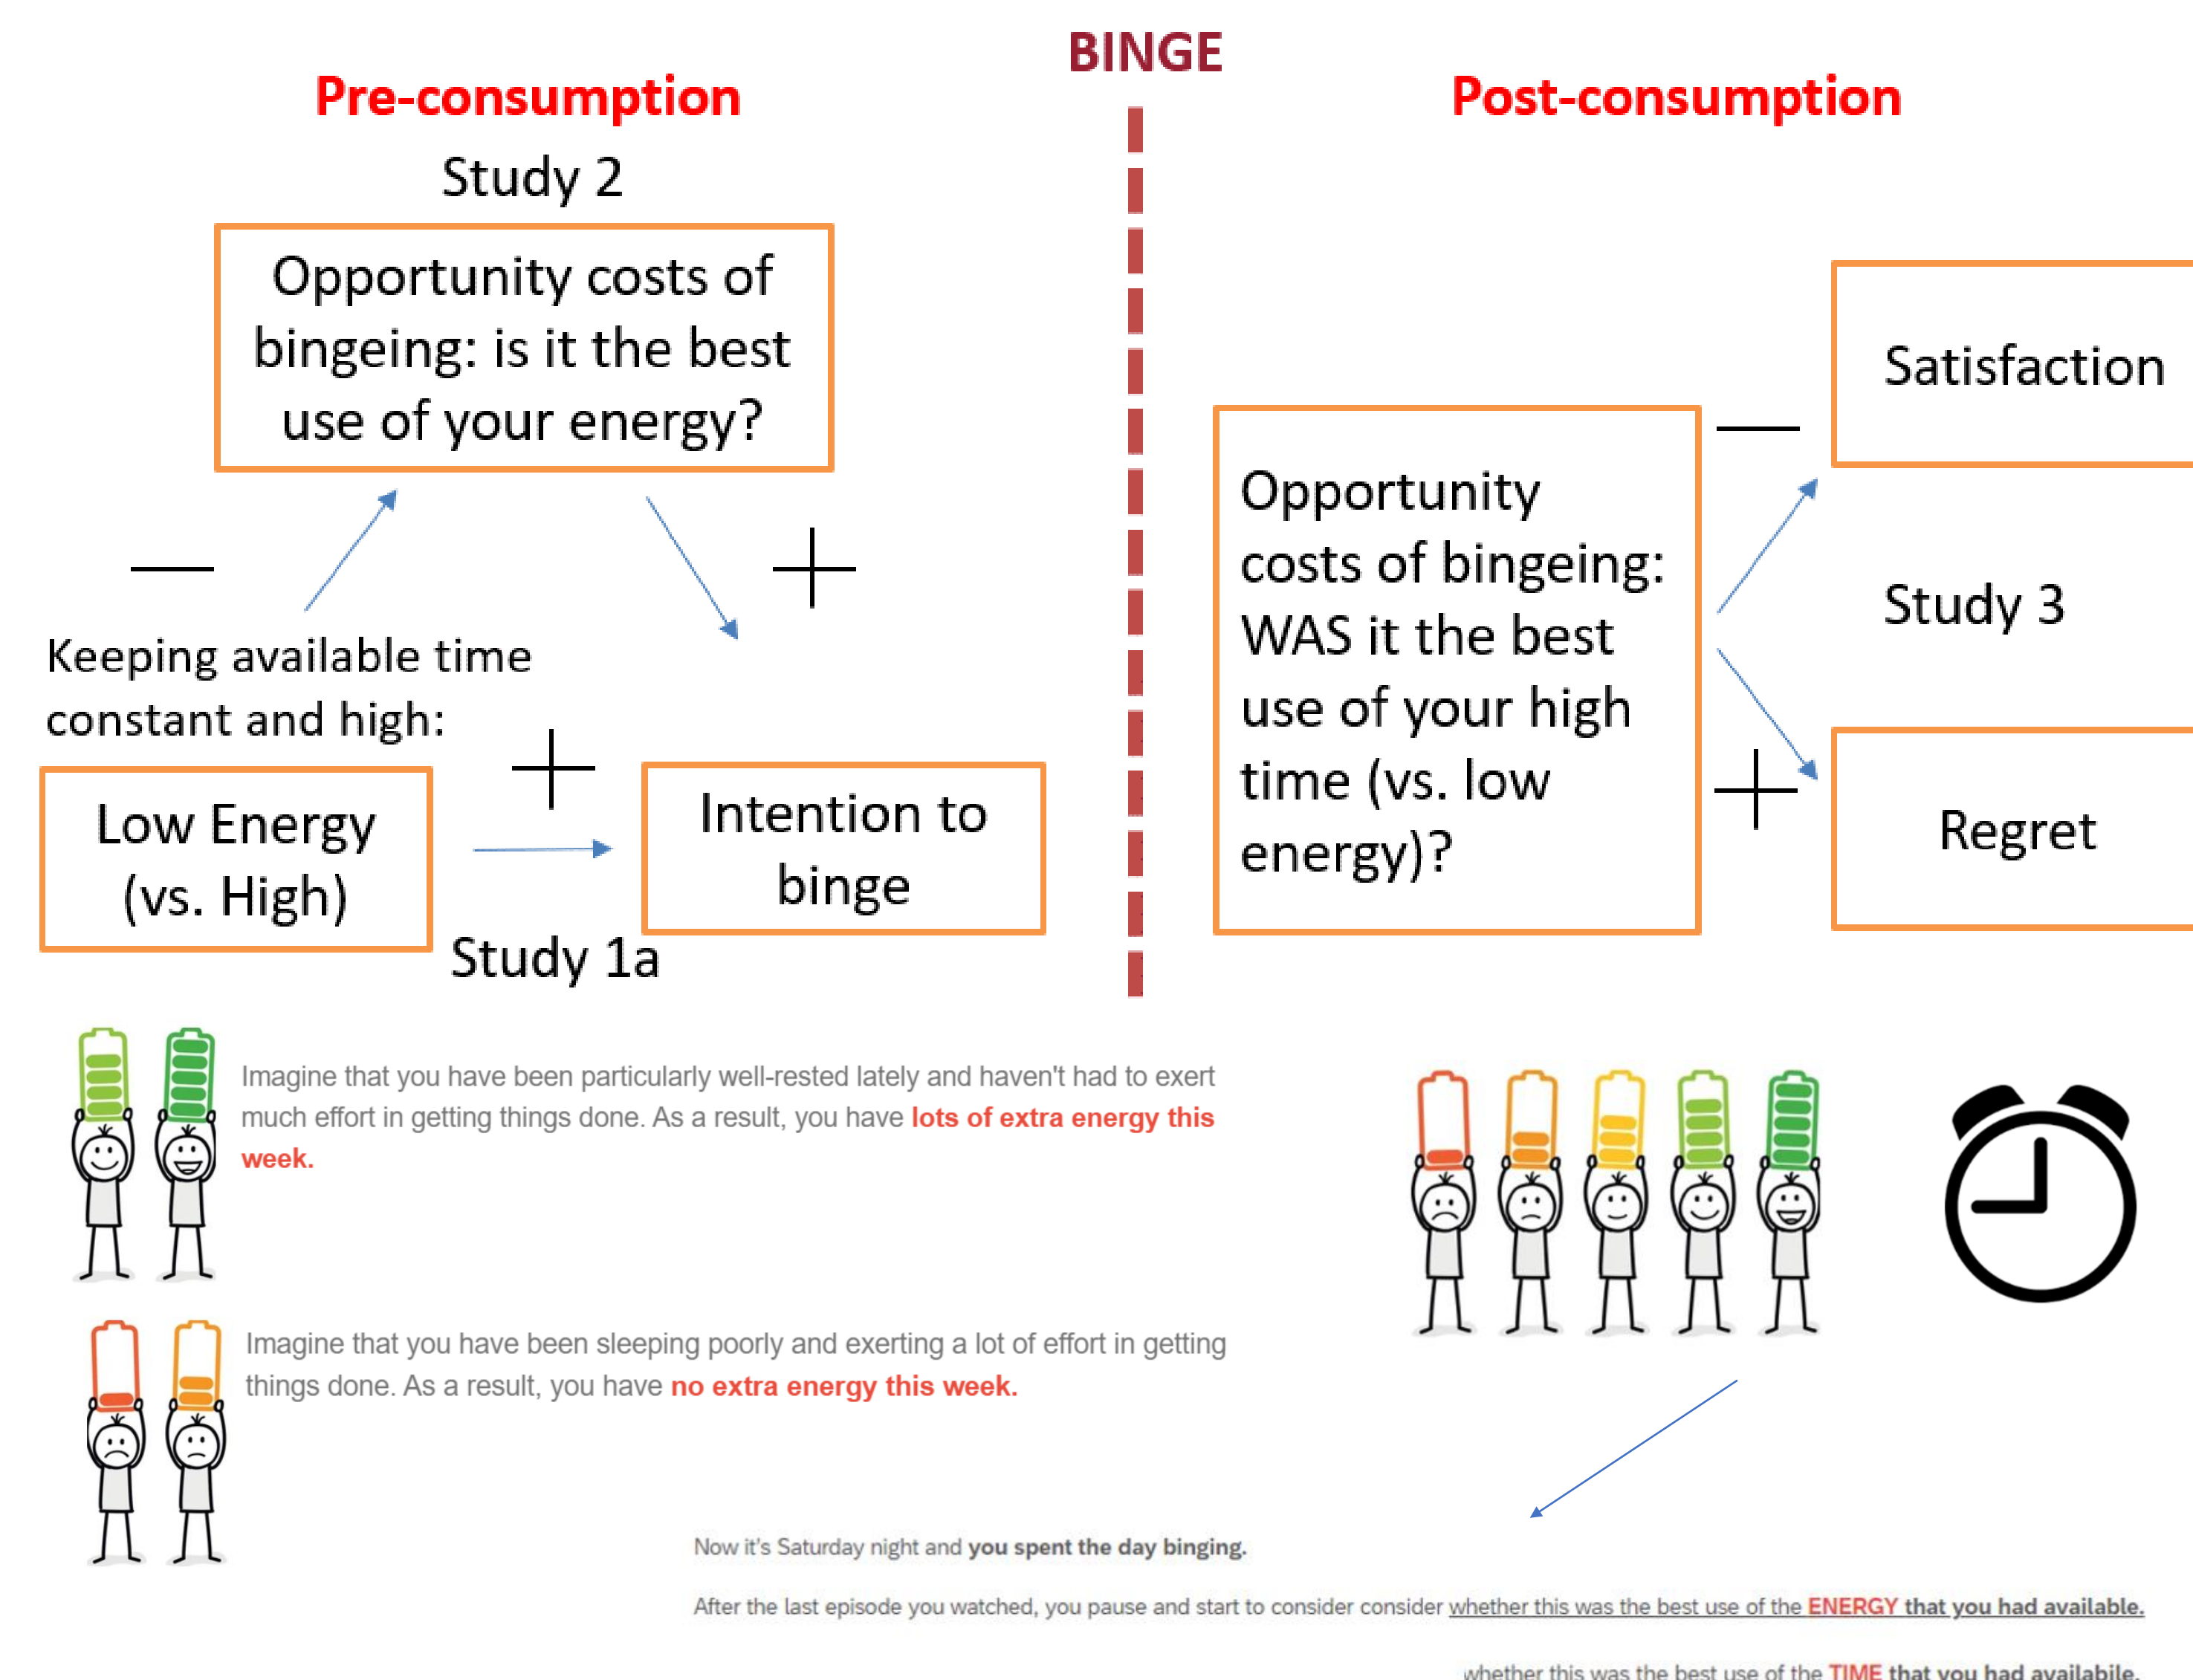 BINGE
Pre-consumption
Study 2
Opportunity costs of
bingeing: is it the best
use of your energy?
—
+
Keeping available time
constant and high:
Low Energy
(vs. High)
+
Study 1a
Intention to
binge
Post-consumption
Opportunity
costs of bingeing:
WAS it the best
use of your high
time (vs. low
energy)?
—
Satisfaction
Study 3
+
Regret
Imagine that you have been particularly well-rested lately and haven't had to exert
much effort in getting things done. As a result, you have lots of extra energy this
week.
Imagine that you have been sleeping poorly and exerting a lot of effort in getting
things done. As a result, you have no extra energy this week.
Now it's Saturday night and you spent the day binging.
After the last episode you watched, you pause and start to consider consider whether this was the best use of the ENERGY that you had available.
whether this was the best use of the TIME that you had availabile.